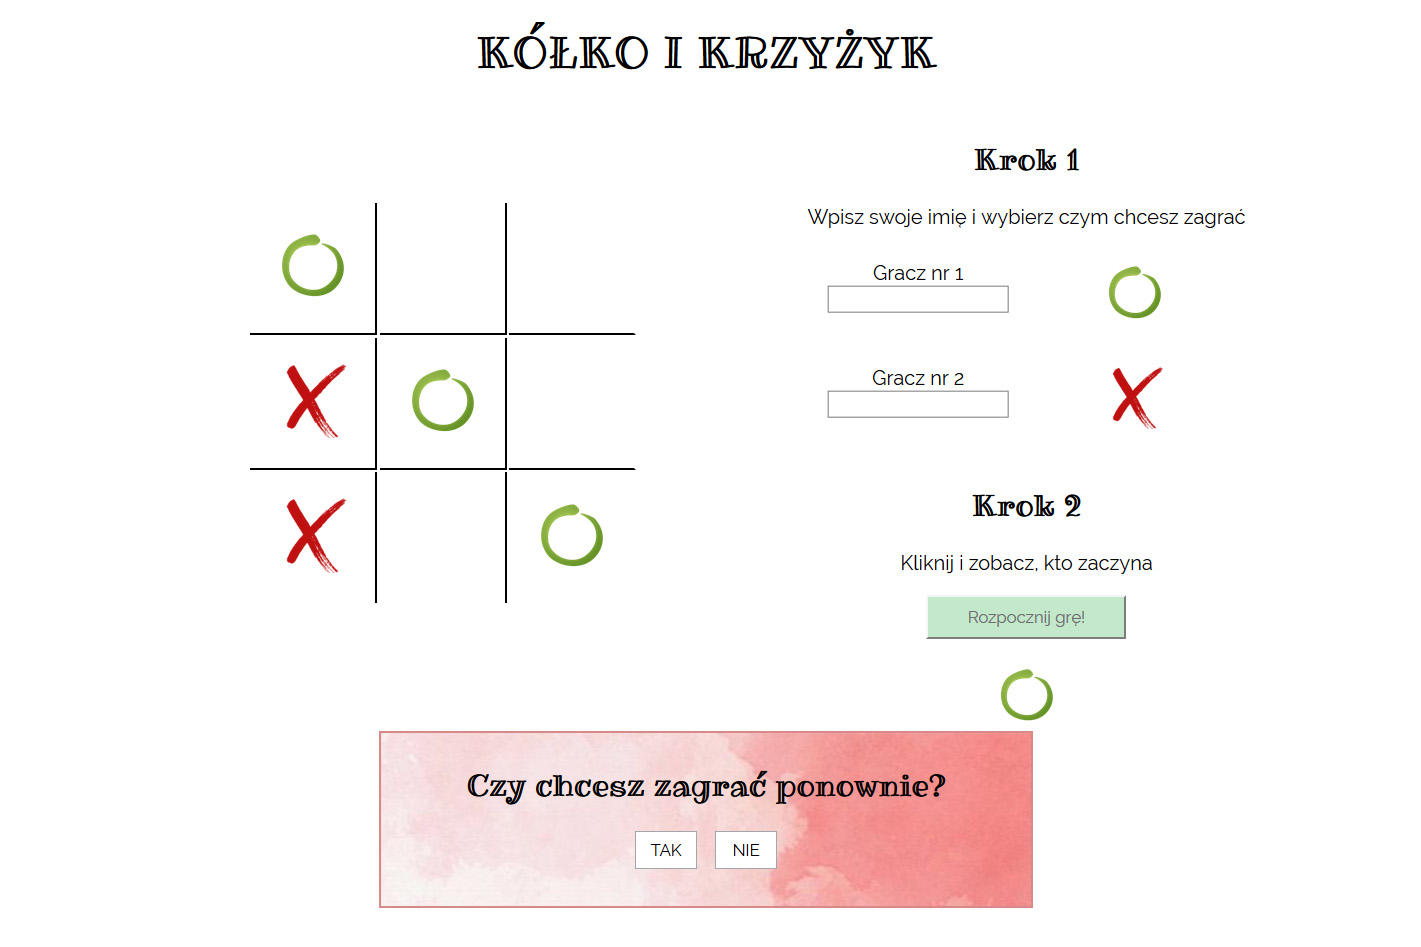 KÓŁKO I KRZYŻYK
Krok 1
Wpisz swoje imię i wybierz czym chcesz zagrać
Gracz nr 1
Gracz nr 2
Krok 2
Kliknij i zobacz, kto zaczyna
Rozpocznij grę!
Czy chcesz zagrać ponownie?
TAK NIE